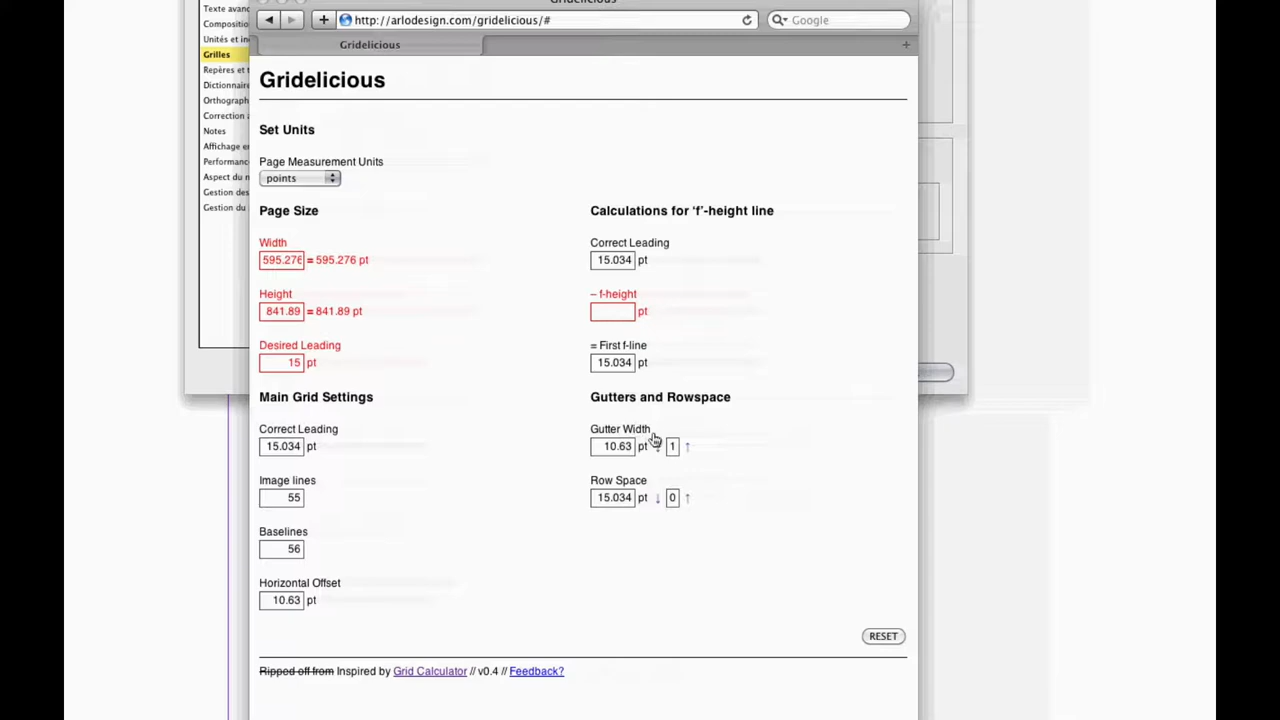 Gridelicious
Texte avanc
Composition
Unités et in
Grilles
Repères et t
Dictionnaire
Orthograph
Correction a
Notes
Affichage en
Performanc
Aspect du m
Gestion des
Gestion du
http://arlodesign.com/gridelicious/#
Google
Gridelicious
Gridelicious
Set Units
Page Measurement Units
points
Page Size
Width
595.276 = 595.276 pt
Height
841.89 = 841.89 pt
Desired Leading
15 pt
Main Grid Settings
Correct Leading
15.034 pt
Image lines
55
Baselines
56
Horizontal Offset
10.63 pt
Calculations for ‘f’-height line
Correct Leading
15.034 pt
– f-height
pt
= First f-line
15.034 pt
Gutters and Rowspace
Gutter Width
10.63 pt ↓ 1 ↑
Row Space
15.034 pt ↓ 0 ↑
RESET
Ripped off from Inspired by Grid Calculator // v0.4 // Feedback?